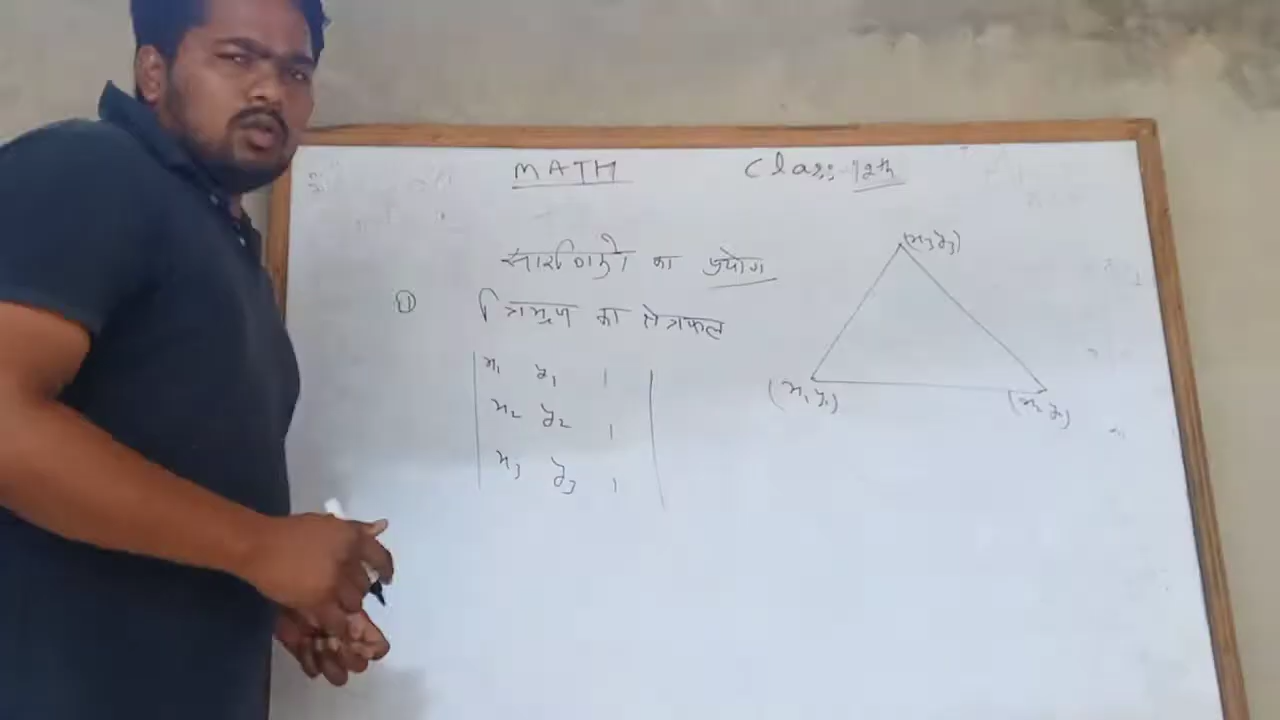 MATH Class-12th
सारणिको का प्रयोग
① त्रिभुज का क्षेत्रफल
x₁ y₁ 1
x₂ y₂ 1
x₃ y₃ 1
(x₃ y₃)
(x₁ y₁)
(x₂ y₂)